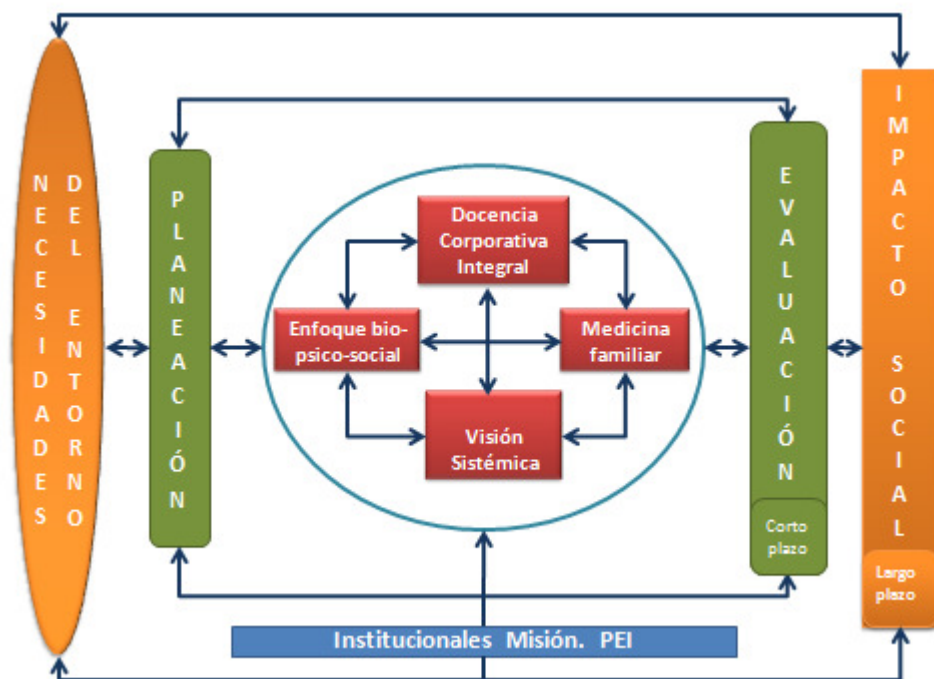 NECESIDADES
DEL ENTORNO
PLANEACIÓN
Docencia
Corporativa
Integral
Enfoque bio-
psico-social
Medicina
familiar
Visión
Sistémica
EVALUACIÓN
Corto
plazo
IMPACTO SOCIAL
Largo
plazo
Institucionales Misión. PEI